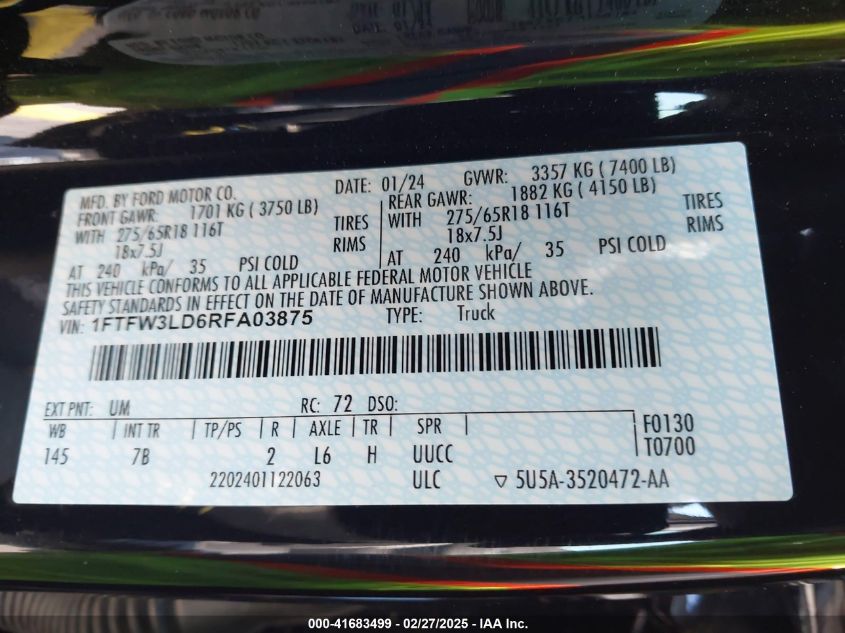 MFD. BY FORD MOTOR CO. DATE: 01/24 GVWR: 3357 KG ( 7400 LB)
FRONT GAWR: 1701 KG ( 3750 LB) REAR GAWR: 1882 KG ( 4150 LB)
WITH 275/65R18 116T TIRES WITH 275/65R18 116T TIRES
18x7.5J RIMS 18x7.5J RIMS
AT 240 kPa/ 35 PSI COLD AT 240 kPa/ 35 PSI COLD
THIS VEHICLE CONFORMS TO ALL APPLICABLE FEDERAL MOTOR VEHICLE
SAFETY STANDARDS IN EFFECT ON THE DATE OF MANUFACTURE SHOWN ABOVE.
VIN: 1FTFW3LD6RFA03875 TYPE: Truck
EXT PNT: UM RC: 72 DSO:
WB INT TR TP/PS R AXLE TR SPR F0130
145 7B 2 L6 H UUCC T0700
2202401122063 ULC ▽ 5U5A-3520472-AA
000-41683499 - 02/27/2025 - IAA Inc.